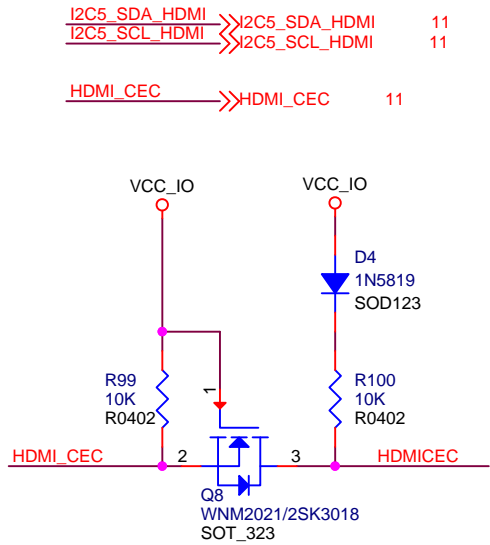 I2C5_SDA_HDMI I2C5_SDA_HDMI 11
I2C5_SCL_HDMI I2C5_SCL_HDMI 11
HDMI_CEC HDMI_CEC 11
VCC_IO VCC_IO
D4
1N5819
SOD123
R99
10K
R0402
1
R100
10K
R0402
HDMI_CEC 2 3 HDMICEC
Q8
WNM2021/2SK3018
SOT_323